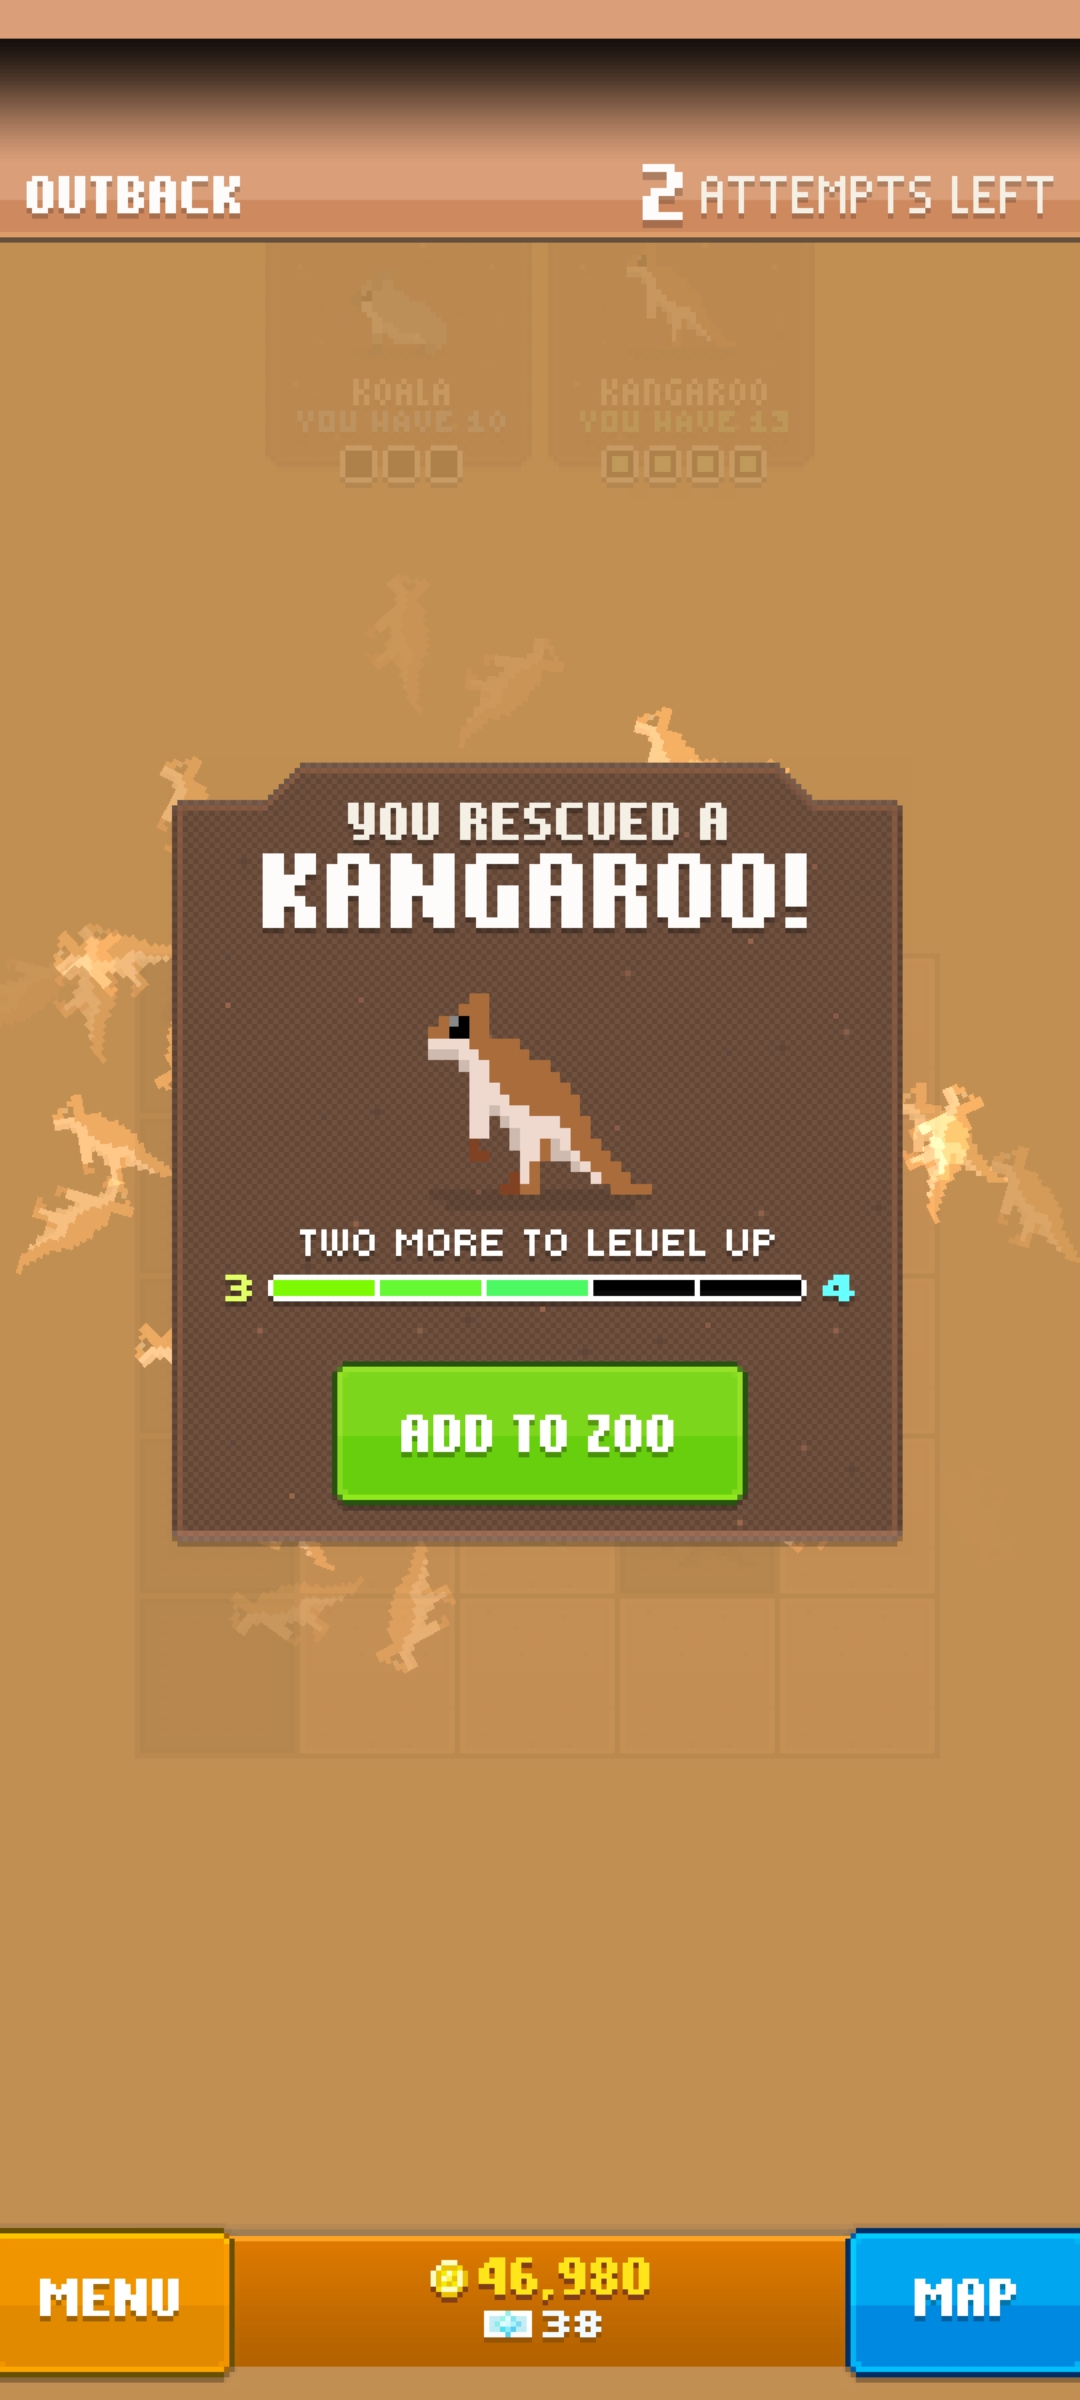 OUTBACK
2 ATTEMPTS LEFT
KOALA
YOU HAVE 10
KANGAROO
YOU HAVE 13
YOU RESCUED A
KANGAROO!
TWO MORE TO LEVEL UP
3
4
ADD TO ZOO
MENU
46,980
38
MAP